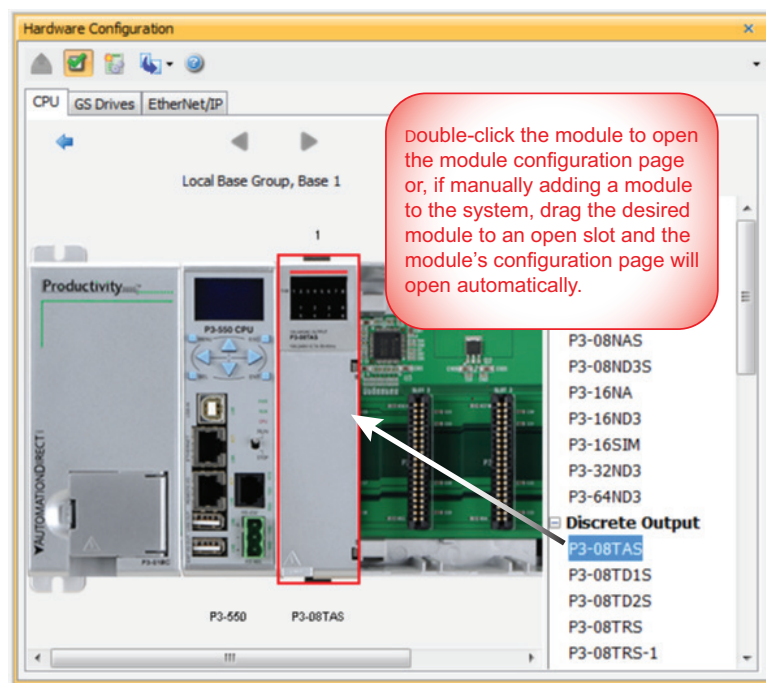 Hardware Configuration
CPU
GS Drives
EtherNet/IP
Local Base Group, Base 1
1
Double-click the module to open
the module configuration page
or, if manually adding a module
to the system, drag the desired
module to an open slot and the
module's configuration page will
open automatically.
Productivity
P3-550 CPU
P3-08TAS
RUN
STOP
AUTOMATIONDIRECT
P3-550
P3-08TAS
P3-08NAS
P3-08ND3S
P3-16NA
P3-16ND3
P3-16SIM
P3-32ND3
P3-64ND3
Discrete Output
P3-08TAS
P3-08TD1S
P3-08TD2S
P3-08TRS
P3-08TRS-1